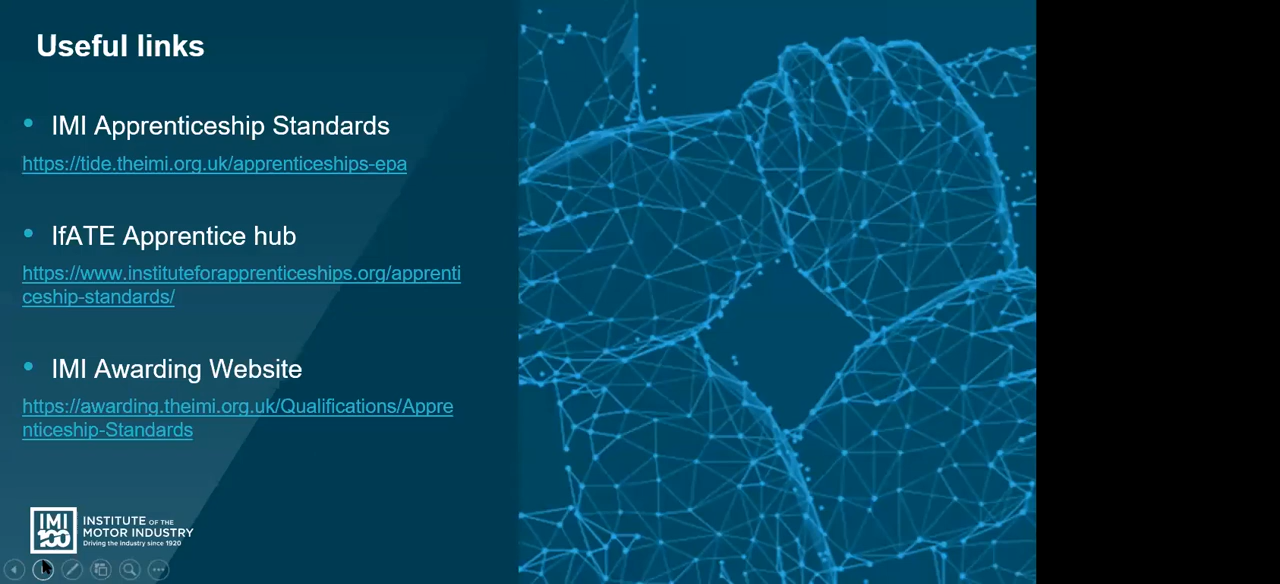 Useful links
• IMI Apprenticeship Standards
https://tide.theimi.org.uk/apprenticeships-epa
• IfATE Apprentice hub
https://www.instituteforapprenticeships.org/apprenti
ceship-standards/
• IMI Awarding Website
https://awarding.theimi.org.uk/Qualifications/Appre
nticeship-Standards
IMI
100
INSTITUTE OF THE
MOTOR INDUSTRY
Driving the industry since 1920